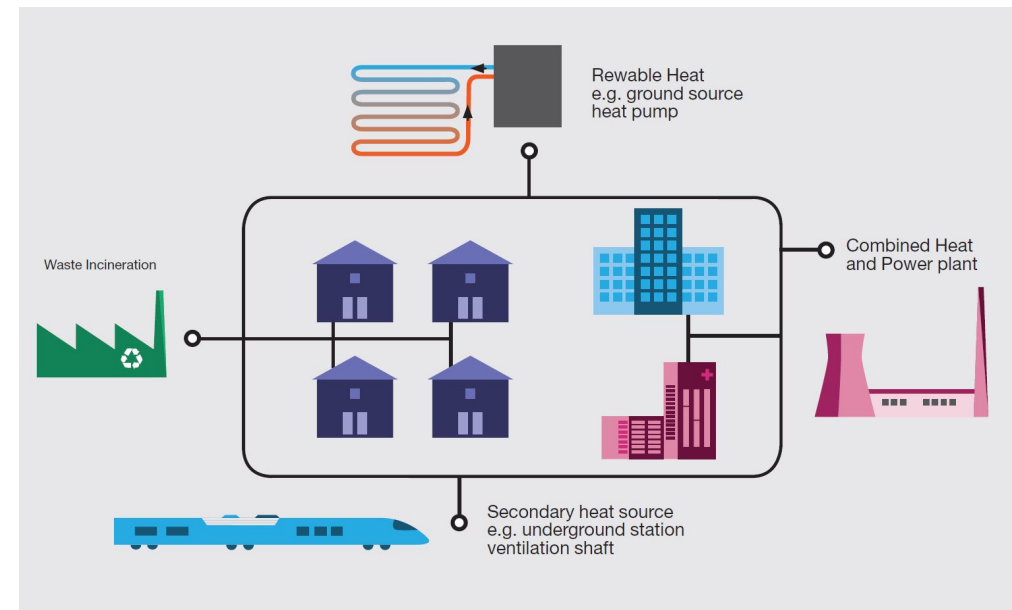 Rewable Heat
e.g. ground source
heat pump
Waste Incineration
Combined Heat
and Power plant
Secondary heat source
e.g. underground station
ventilation shaft